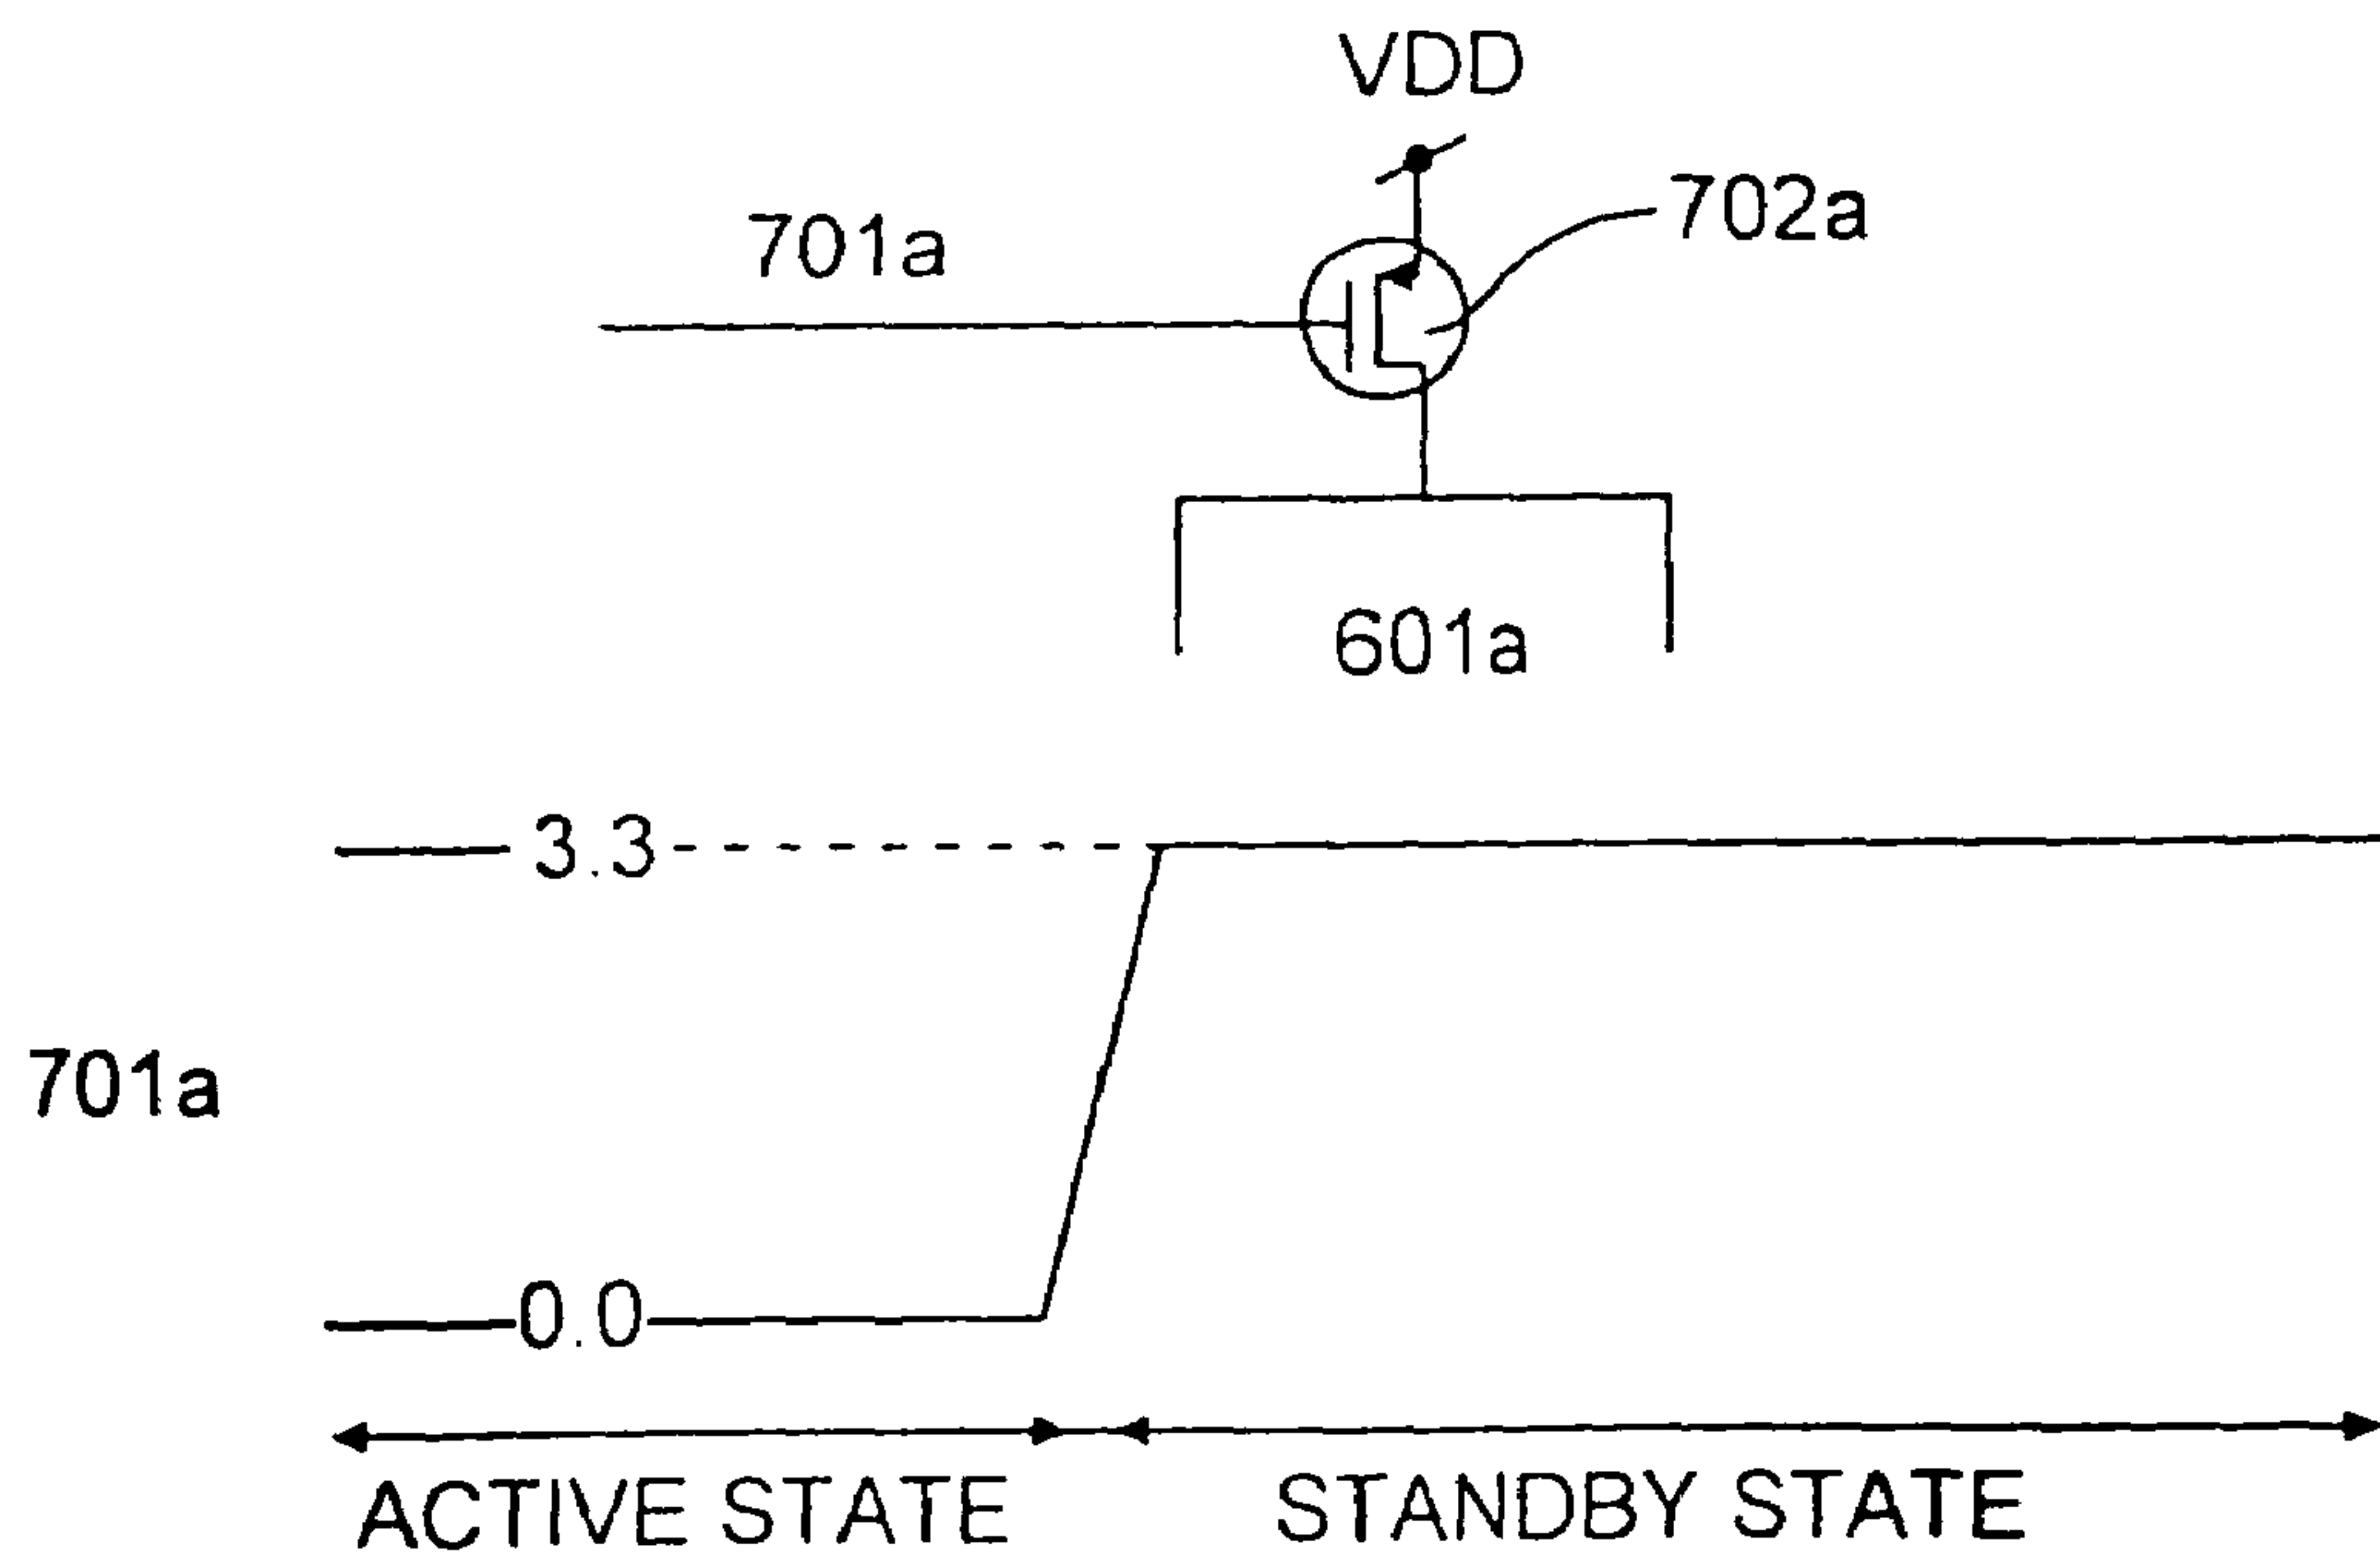 VDD
702a
701a
601a
3.3
701a
0.0
ACTIVE STATE
STANDBY STATE